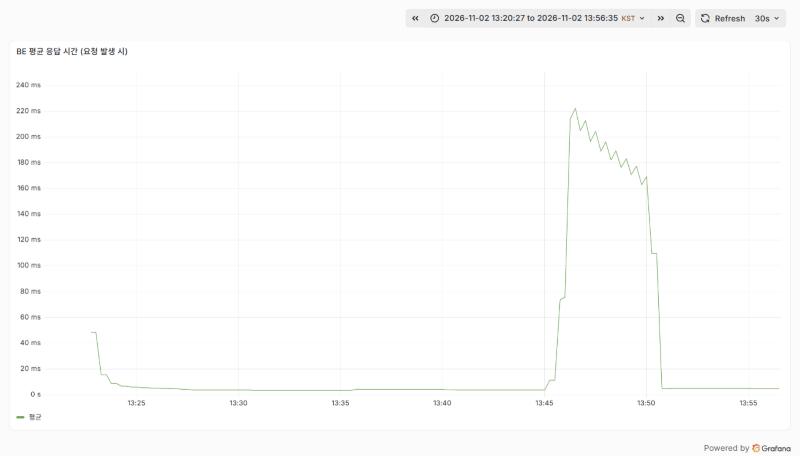 2026-11-02 13:20:27 to 2026-11-02 13:56:35 KST
Refresh 30s
BE 평균 응답 시간 (요청 발생 시)
240 ms
220 ms
200 ms
180 ms
160 ms
140 ms
120 ms
100 ms
80 ms
60 ms
40 ms
20 ms
0 s
13:25 13:30 13:35 13:40 13:45 13:50 13:55
평균
Powered by Grafana